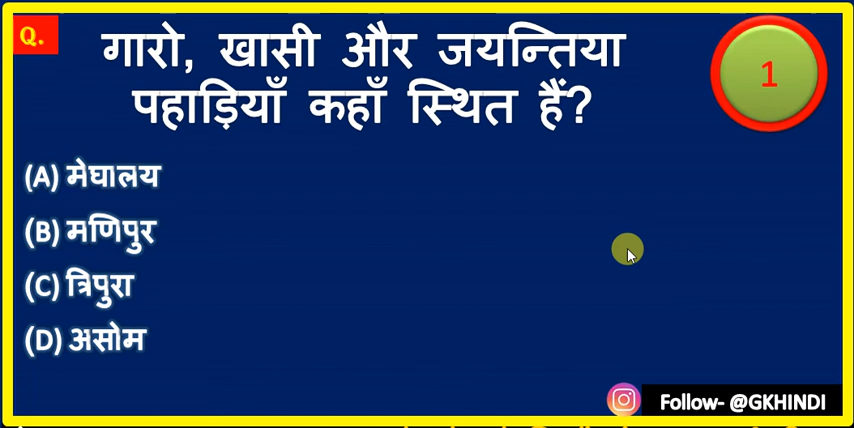 Q.
गारो, खासी और जयन्तिया
पहाड़ियाँ कहाँ स्थित हैं?
1
(A) मेघालय
(B) मणिपुर
(C) त्रिपुरा
(D) असोम
Follow- @GKHINDI